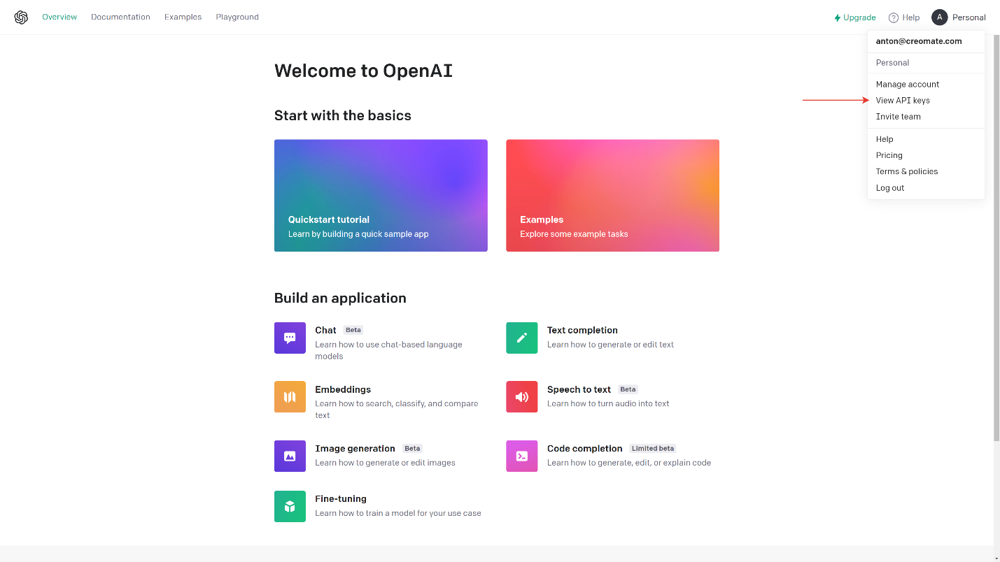 Overview Documentation Examples Playground
Upgrade Help A Personal
anton@creomate.com
Personal
Manage account
View API keys
Invite team
Help
Pricing
Terms & policies
Log out
Welcome to OpenAI
Start with the basics
Quickstart tutorial
Learn by building a quick sample app
Examples
Explore some example tasks
Build an application
Chat Beta
Learn how to use chat-based language
models
Text completion
Learn how to generate or edit text
Embeddings
Learn how to search, classify, and compare
text
Speech to text Beta
Learn how to turn audio into text
Image generation Beta
Learn how to generate or edit images
Code completion Limited beta
Learn how to generate, edit, or explain code
Fine-tuning
Learn how to train a model for your use case